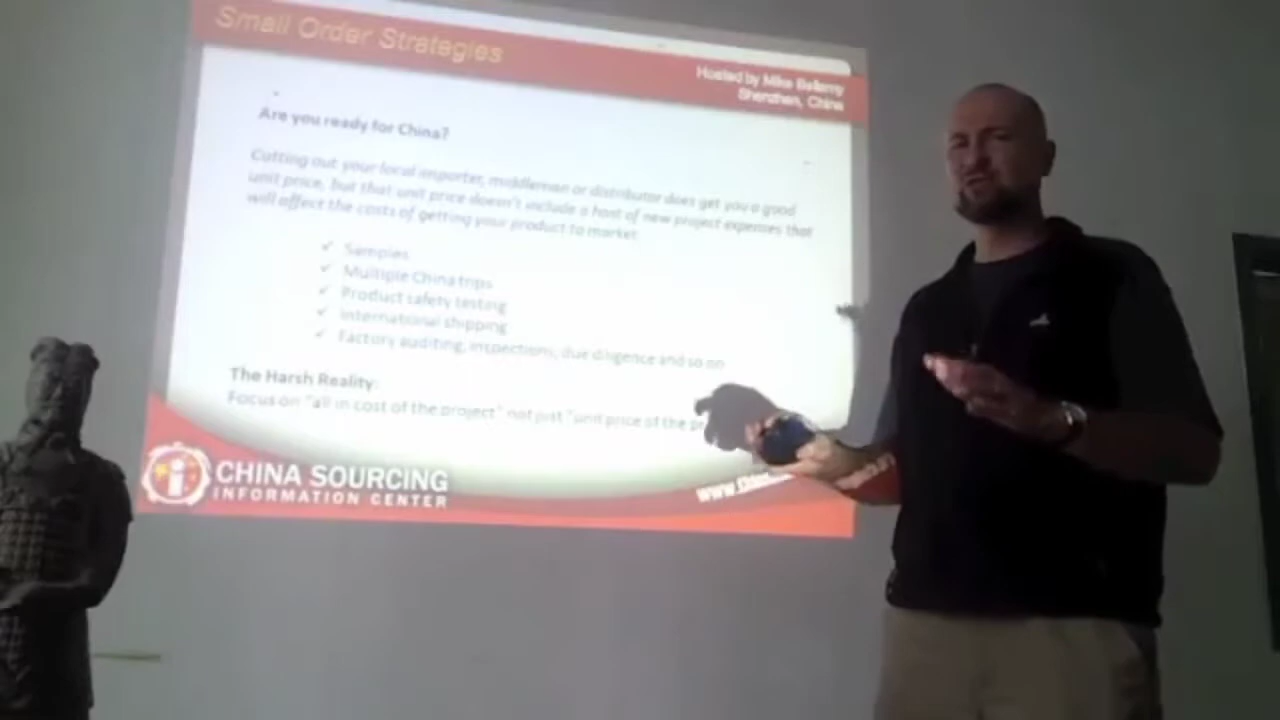 Small Order Strategies
Hosted by Mike Bellamy
Shenzhen, China
Are you ready for China?
Cutting out your local importer, middleman or distributor does get you a good
unit price, but that unit price doesn't include a host of new project expenses that
will affect the costs of getting your product to market.
✓ Samples
✓ Multiple China trips
✓ Product safety testing
✓ International shipping
✓ Factory auditing, inspections, due diligence and so on
The Harsh Reality:
Focus on "all in cost of the project" not just "unit price of the
CHINA SOURCING
INFORMATION CENTER
www.